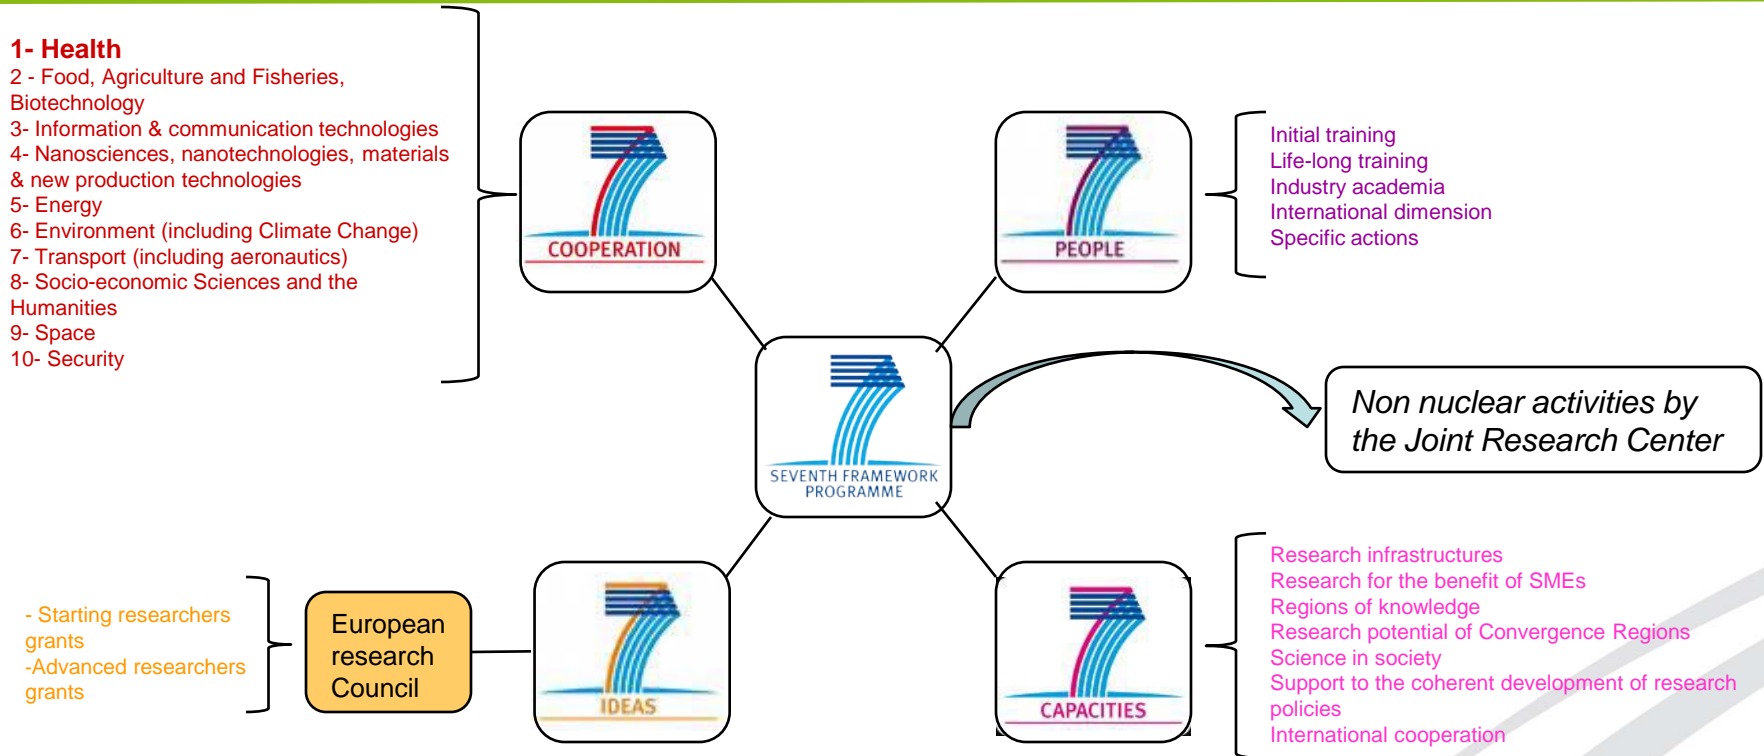 1- Health
2 - Food, Agriculture and Fisheries,
Biotechnology
3- Information & communication technologies
4- Nanosciences, nanotechnologies, materials
& new production technologies
5- Energy
6- Environment (including Climate Change)
7- Transport (including aeronautics)
8- Socio-economic Sciences and the
Humanities
9- Space
10- Security
COOPERATION
PEOPLE
Initial training
Life-long training
Industry academia
International dimension
Specific actions
SEVENTH FRAMEWORK
PROGRAMME
Non nuclear activities by
the Joint Research Center
- Starting researchers
grants
-Advanced researchers
grants
European
research
Council
IDEAS
CAPACITIES
Research infrastructures
Research for the benefit of SMEs
Regions of knowledge
Research potential of Convergence Regions
Science in society
Support to the coherent development of research
policies
International cooperation